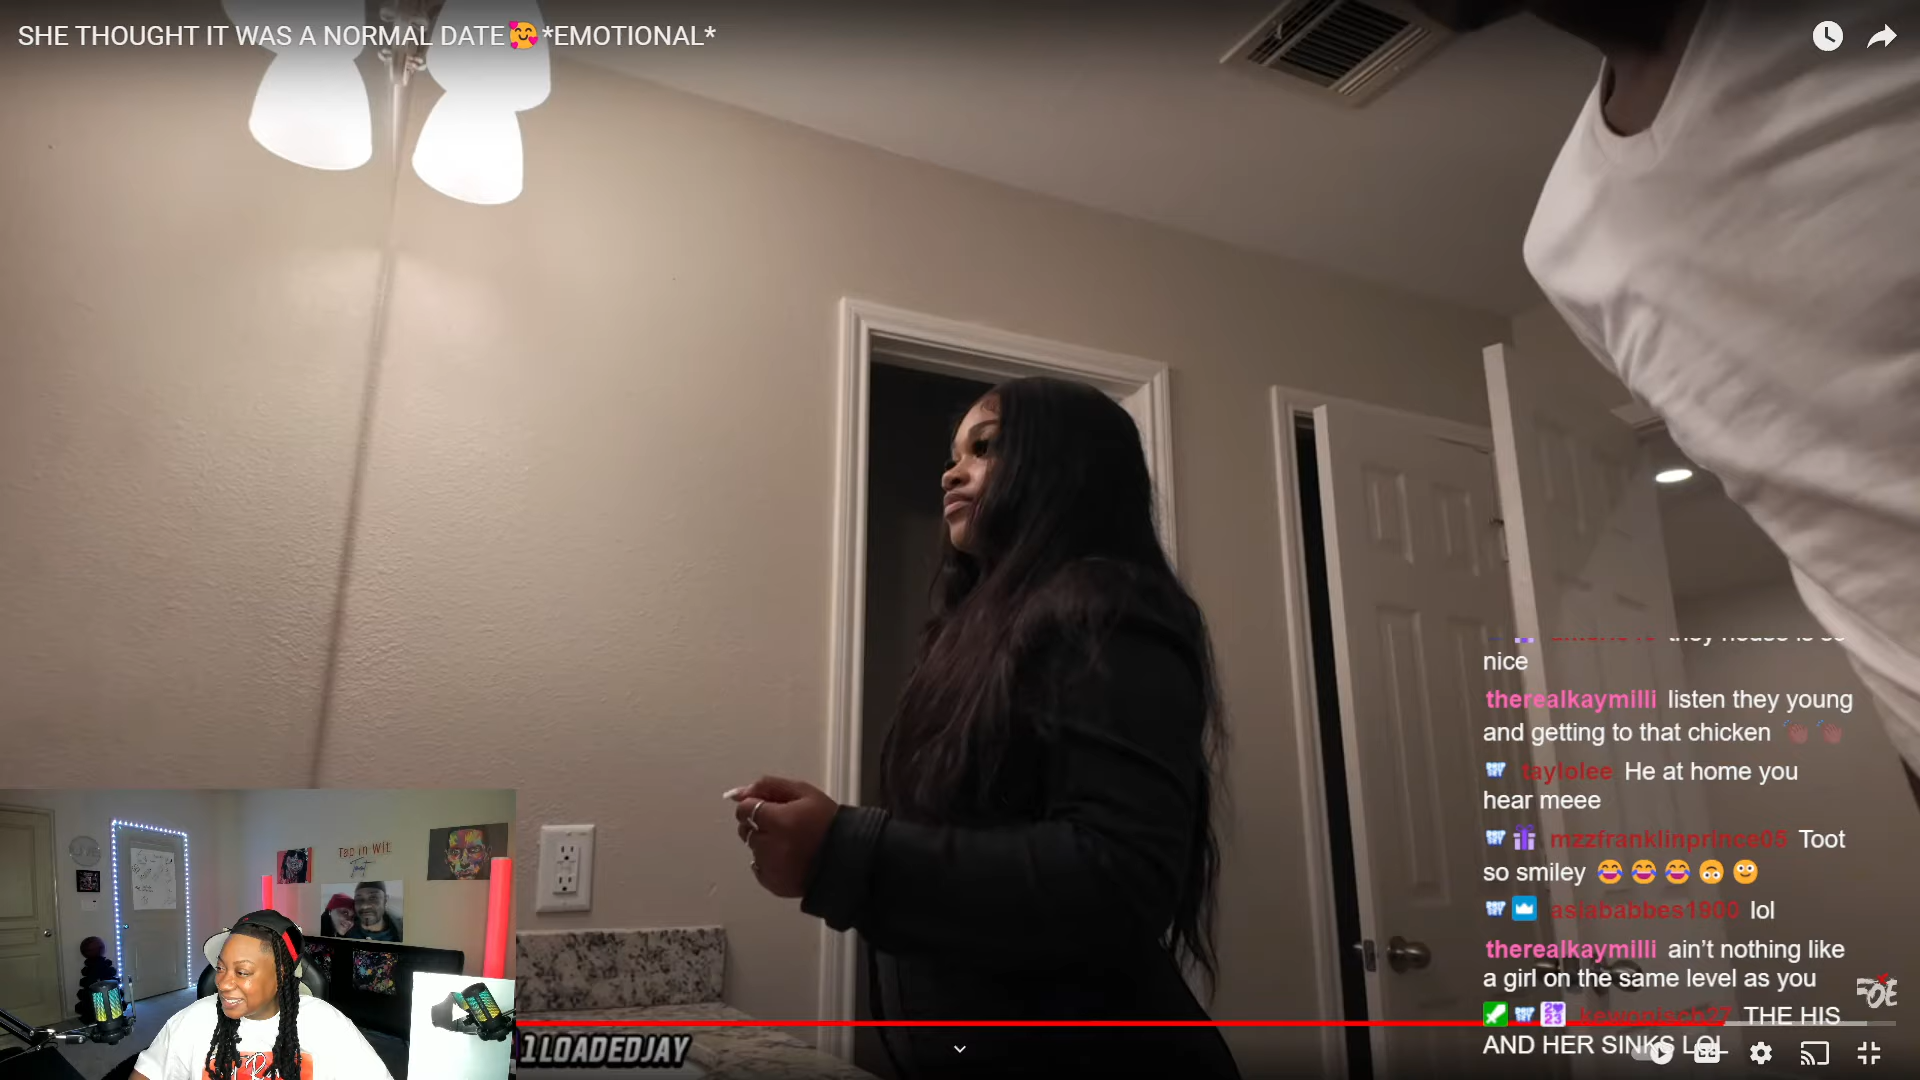 SHE THOUGHT IT WAS A NORMAL DATE🥰*EMOTIONAL*
nice
therealkaymilli listen they young
and getting to that chicken 👏🏿 👏🏿
taylolee He at home you
hear meee
mzzfranklinprince05 Toot
so smiley 😂 😂 😂 🙃 🙃
asiababbes1900 lol
therealkaymilli ain't nothing like
a girl on the same level as you
THE HIS
AND HER SINKS LOL
1LOADEDJAY